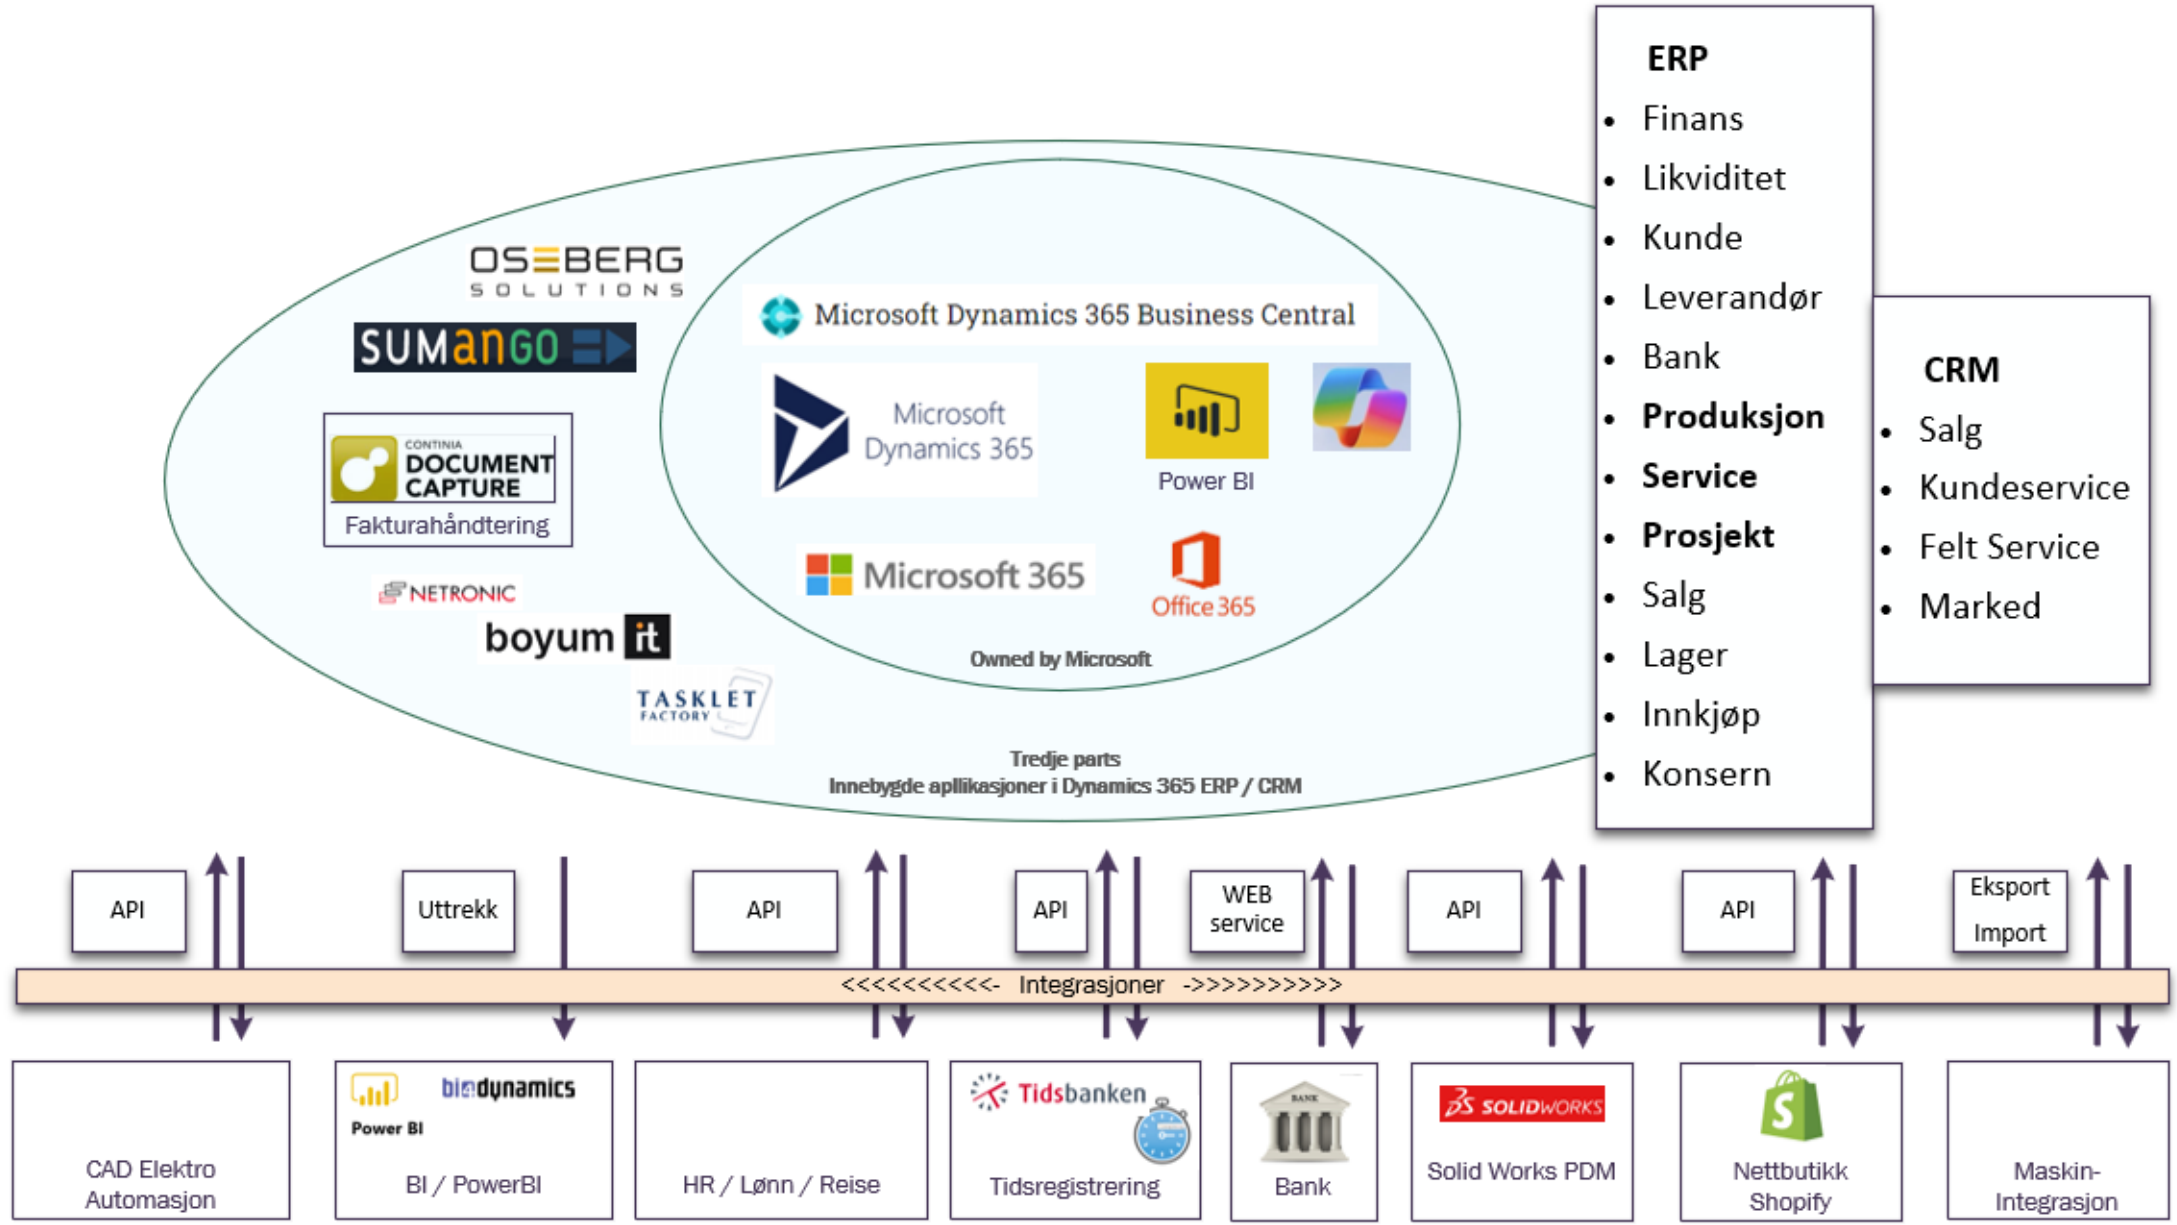 ERP
• Finans
• Likviditet
• Kunde
• Leverandør
• Bank
• Produksjon
• Service
• Prosjekt
• Salg
• Lager
• Innkjøp
• Konsern
CRM
• Salg
• Kundeservice
• Felt Service
• Marked
OSEBERG
SOLUTIONS
SUMANGO
CONTINIA
DOCUMENT
CAPTURE
Fakturahåndtering
NETRONIC
boyum it
TASKLET
FACTORY
Microsoft Dynamics 365 Business Central
Microsoft
Dynamics 365
Power BI
Microsoft 365
Office 365
Owned by Microsoft
Tredje parts
Innebygde apllikasjoner i Dynamics 365 ERP / CRM
API
Uttrekk
API
API
WEB
service
API
API
Eksport
Import
<<<<<<<<<<- Integrasjoner ->>>>>>>>>>
CAD Elektro
Automasjon
Power BI
bi4dynamics
BI / PowerBI
HR / Lønn / Reise
Tidsbanken
Tidsregistrering
BANK
Bank
SOLIDWORKS
Solid Works PDM
S
Nettbutikk
Shopify
Maskin-
Integrasjon